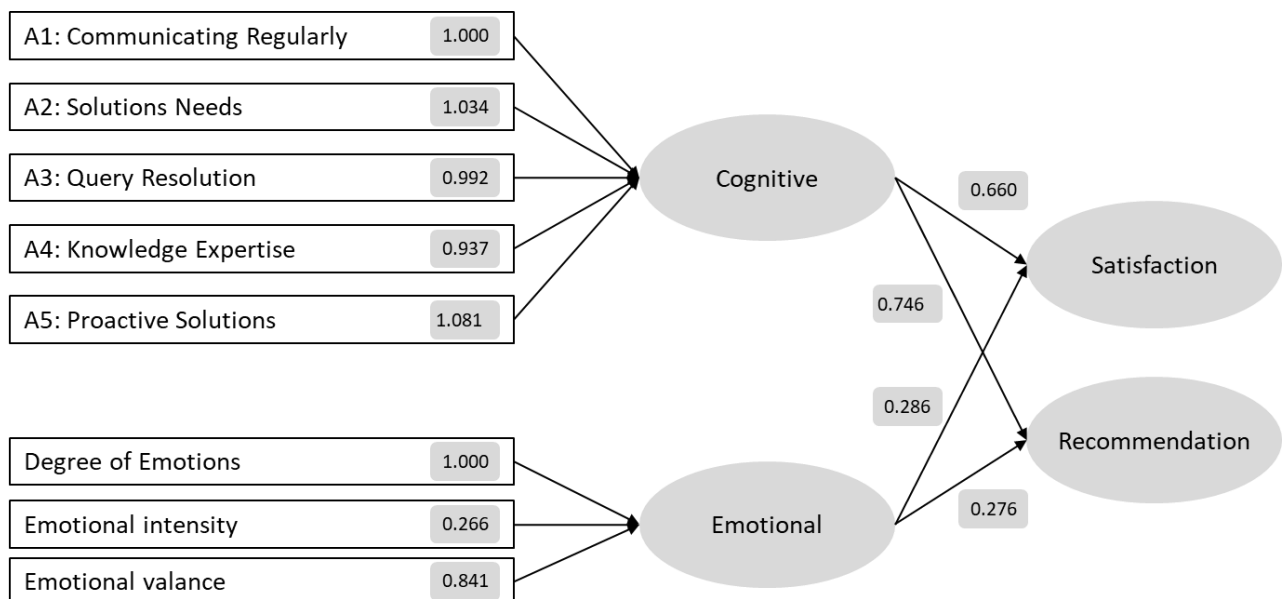 A1: Communicating Regularly 1.000
A2: Solutions Needs 1.034
A3: Query Resolution 0.992
A4: Knowledge Expertise 0.937
A5: Proactive Solutions 1.081
Cognitive
0.660
Satisfaction
0.746
0.286
Recommendation
0.276
Degree of Emotions 1.000
Emotional intensity 0.266
Emotional valance 0.841
Emotional